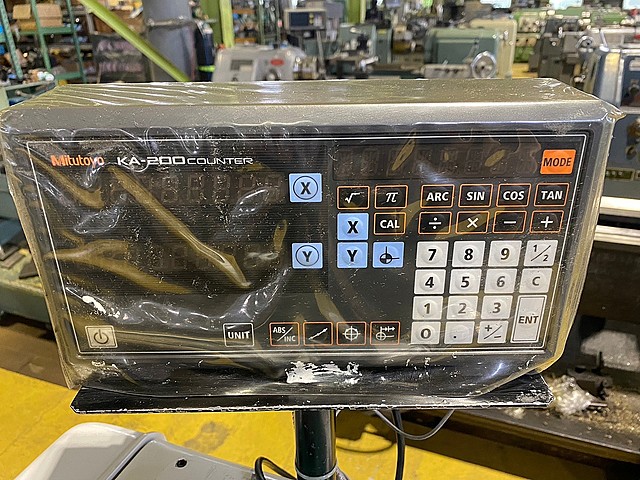 Mitutoyo KA-200 COUNTER
MODE
X
√ π ARC SIN COS TAN
X CAL ÷ × − +
Y Y 7 8 9 1/2
4 5 6 C
1 2 3 ENT
UNIT ABS/INC 0 . +/−